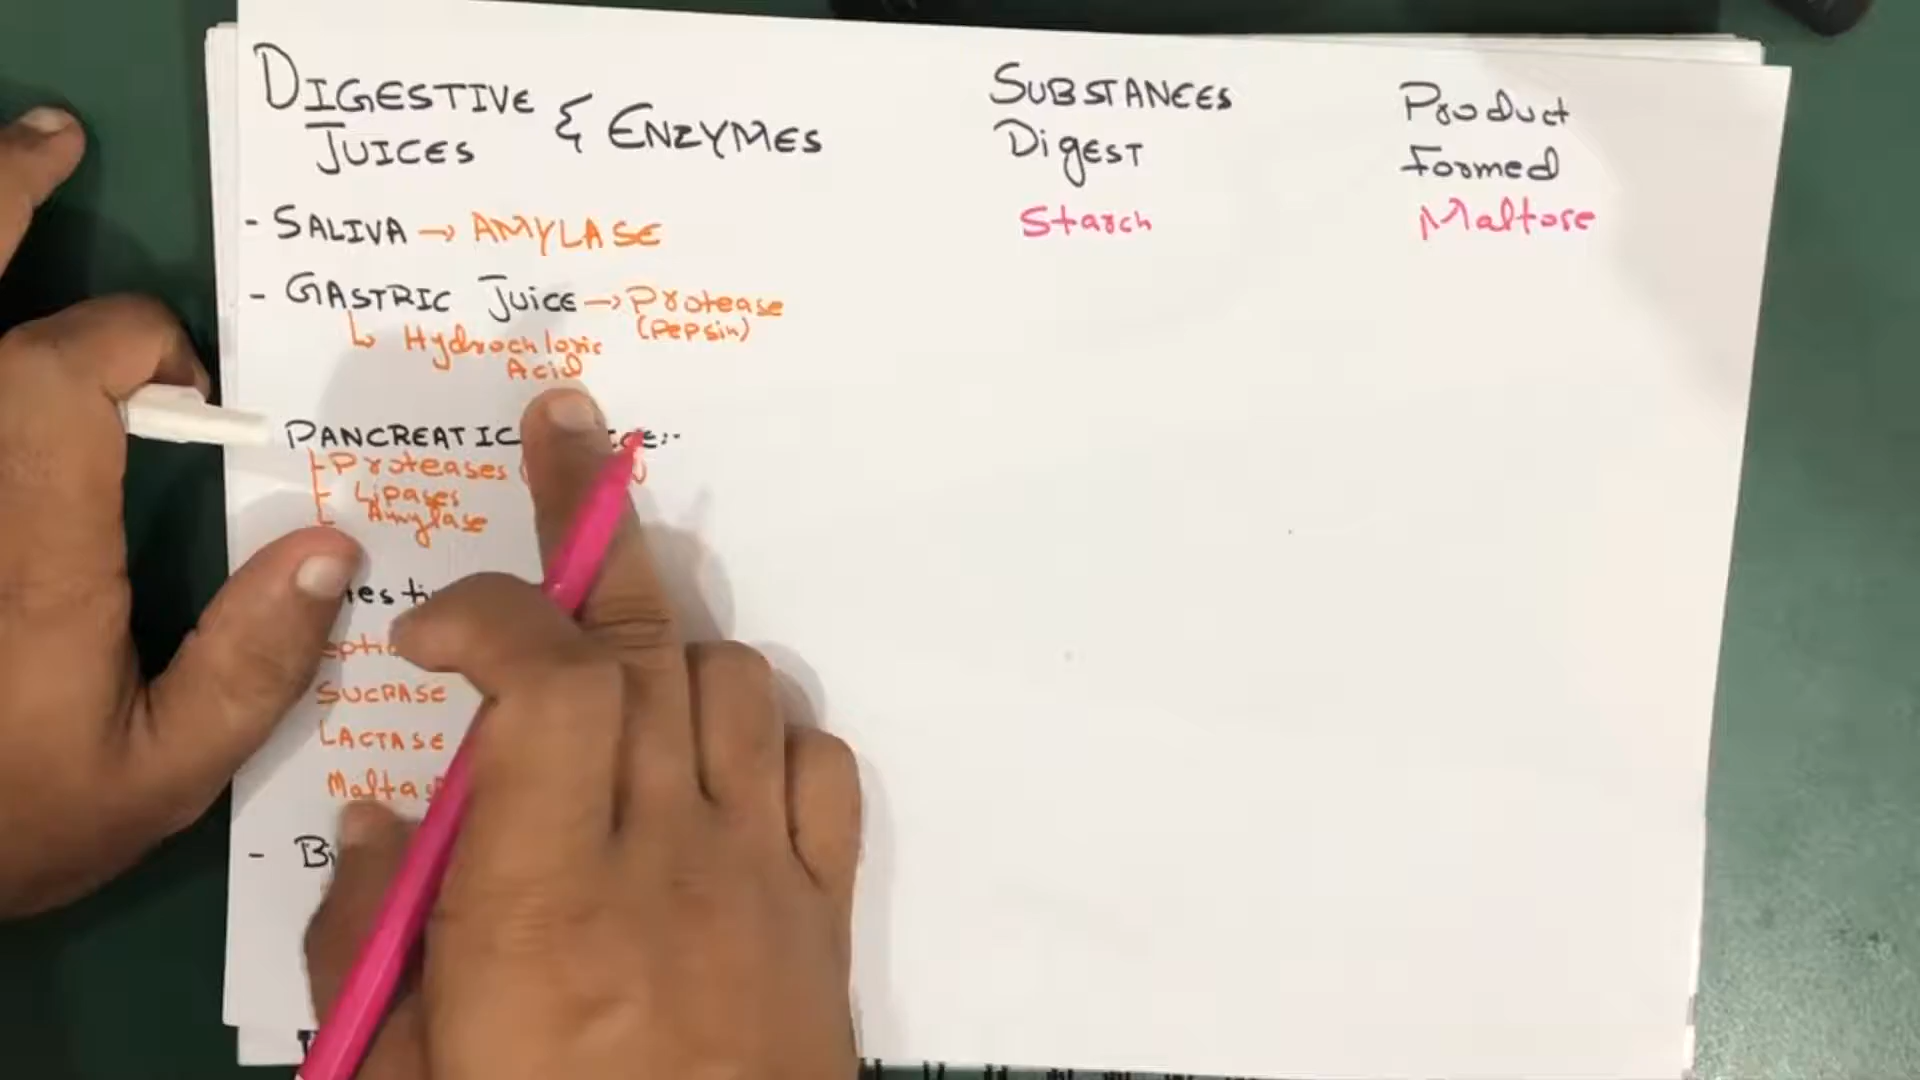 DIGESTIVE JUICES & ENZYMES
SUBSTANCES DIGEST
Product Formed
- SALIVA → AMYLASE
Starch
Maltose
- GASTRIC JUICE → Protease (Pepsin)
↳ Hydrochloric Acid
PANCREATIC
Proteases
Lipases
Amylase
SUCRASE
LACTASE